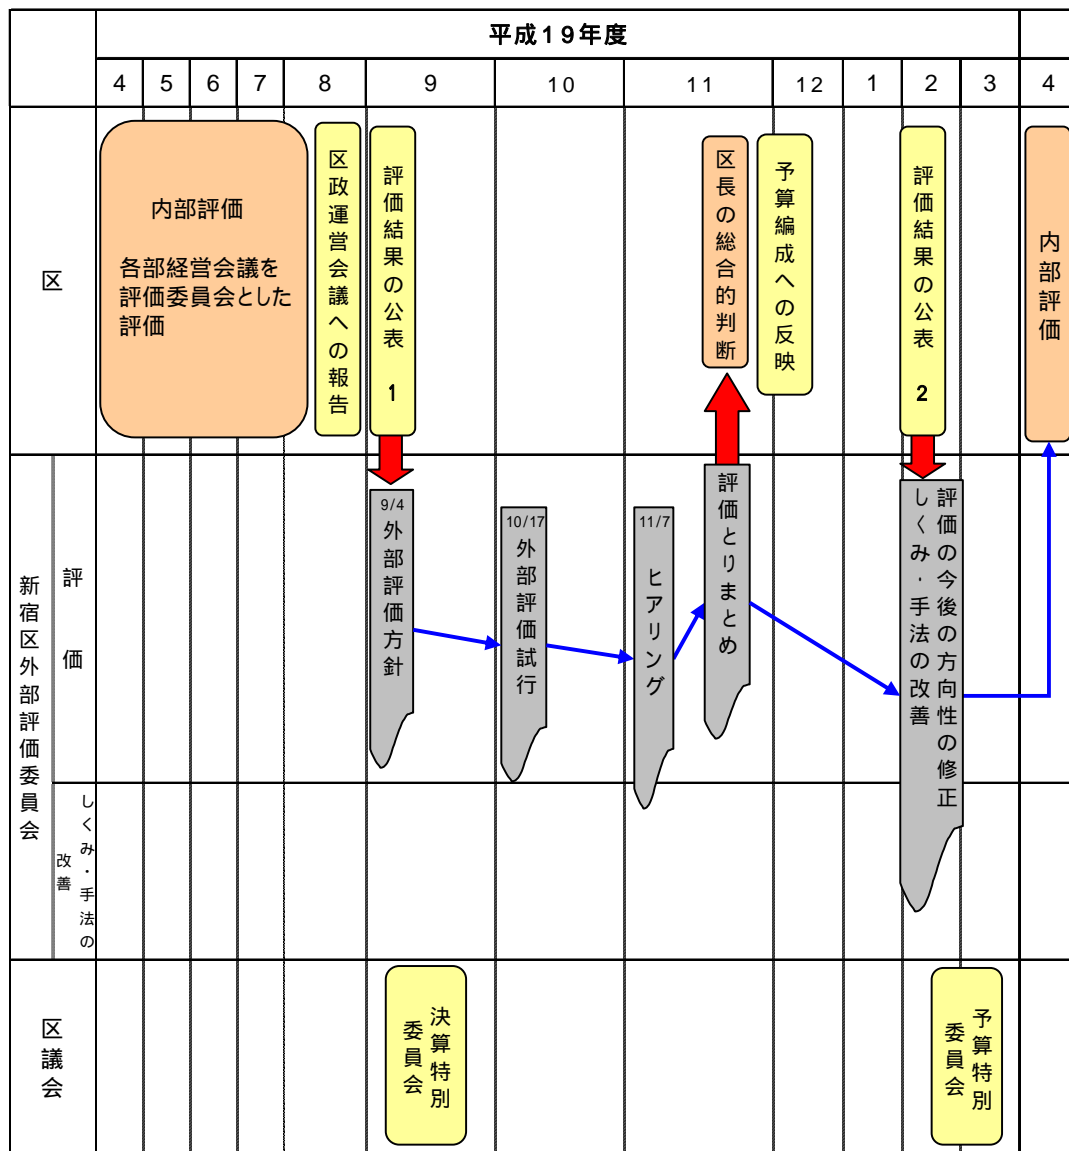 平成19年度
4 5 6 7 8 9 10 11 12 1 2 3 4
区
内部評価
各部経営会議を
評価委員会とした
評価
区政運営会議への報告
評価結果の公表 1
区長の総合的判断
予算編成への反映
評価結果の公表 2
内部評価
新宿区外部評価委員会
評価
9/4
外部評価方針
10/17
外部評価試行
11/7
ヒアリング
評価とりまとめ
評価の今後の方向性の修正
しくみ・手法の改善
しくみ・手法の
改善
区議会
決算特別
委員会
予算特別
委員会